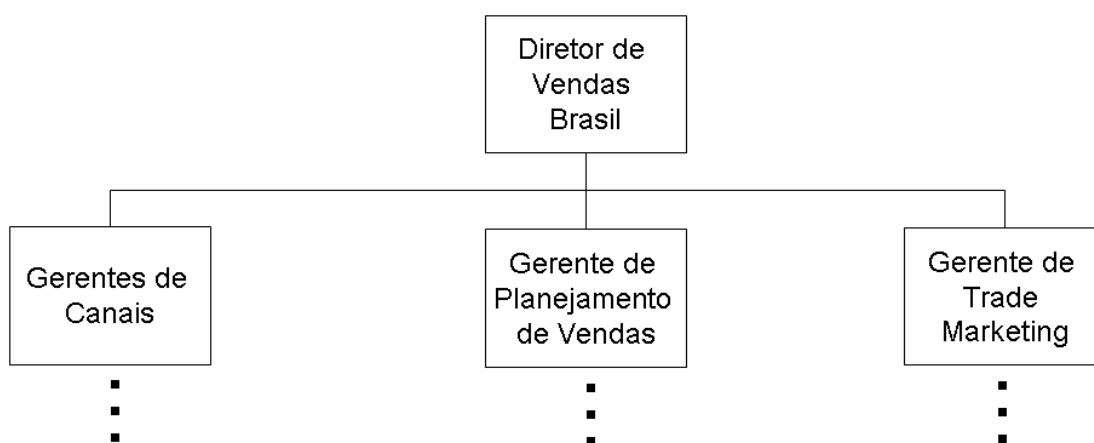 Diretor de
Vendas
Brasil
Gerentes de
Canais
Gerente de
Planejamento
de Vendas
Gerente de
Trade
Marketing